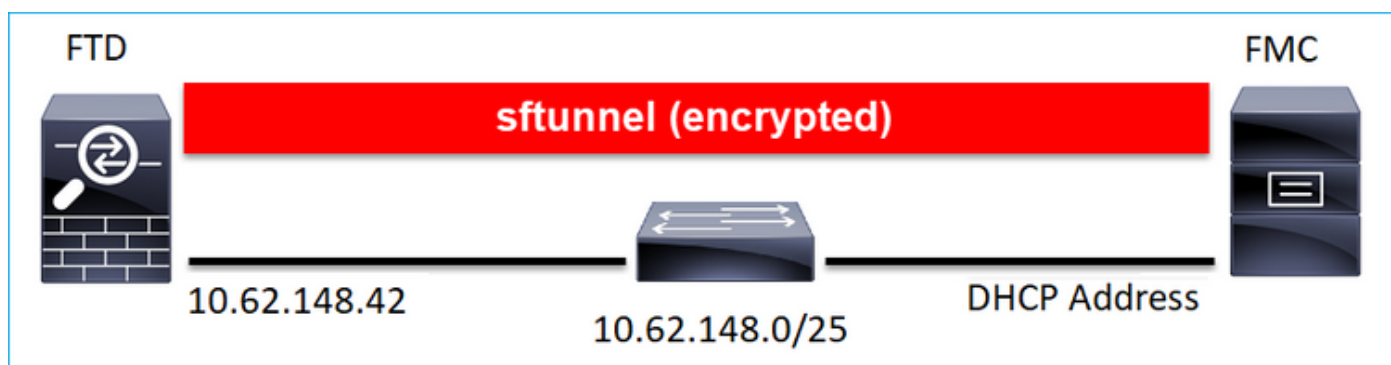 FTD
FMC
sftunnel (encrypted)
10.62.148.42
DHCP Address
10.62.148.0/25